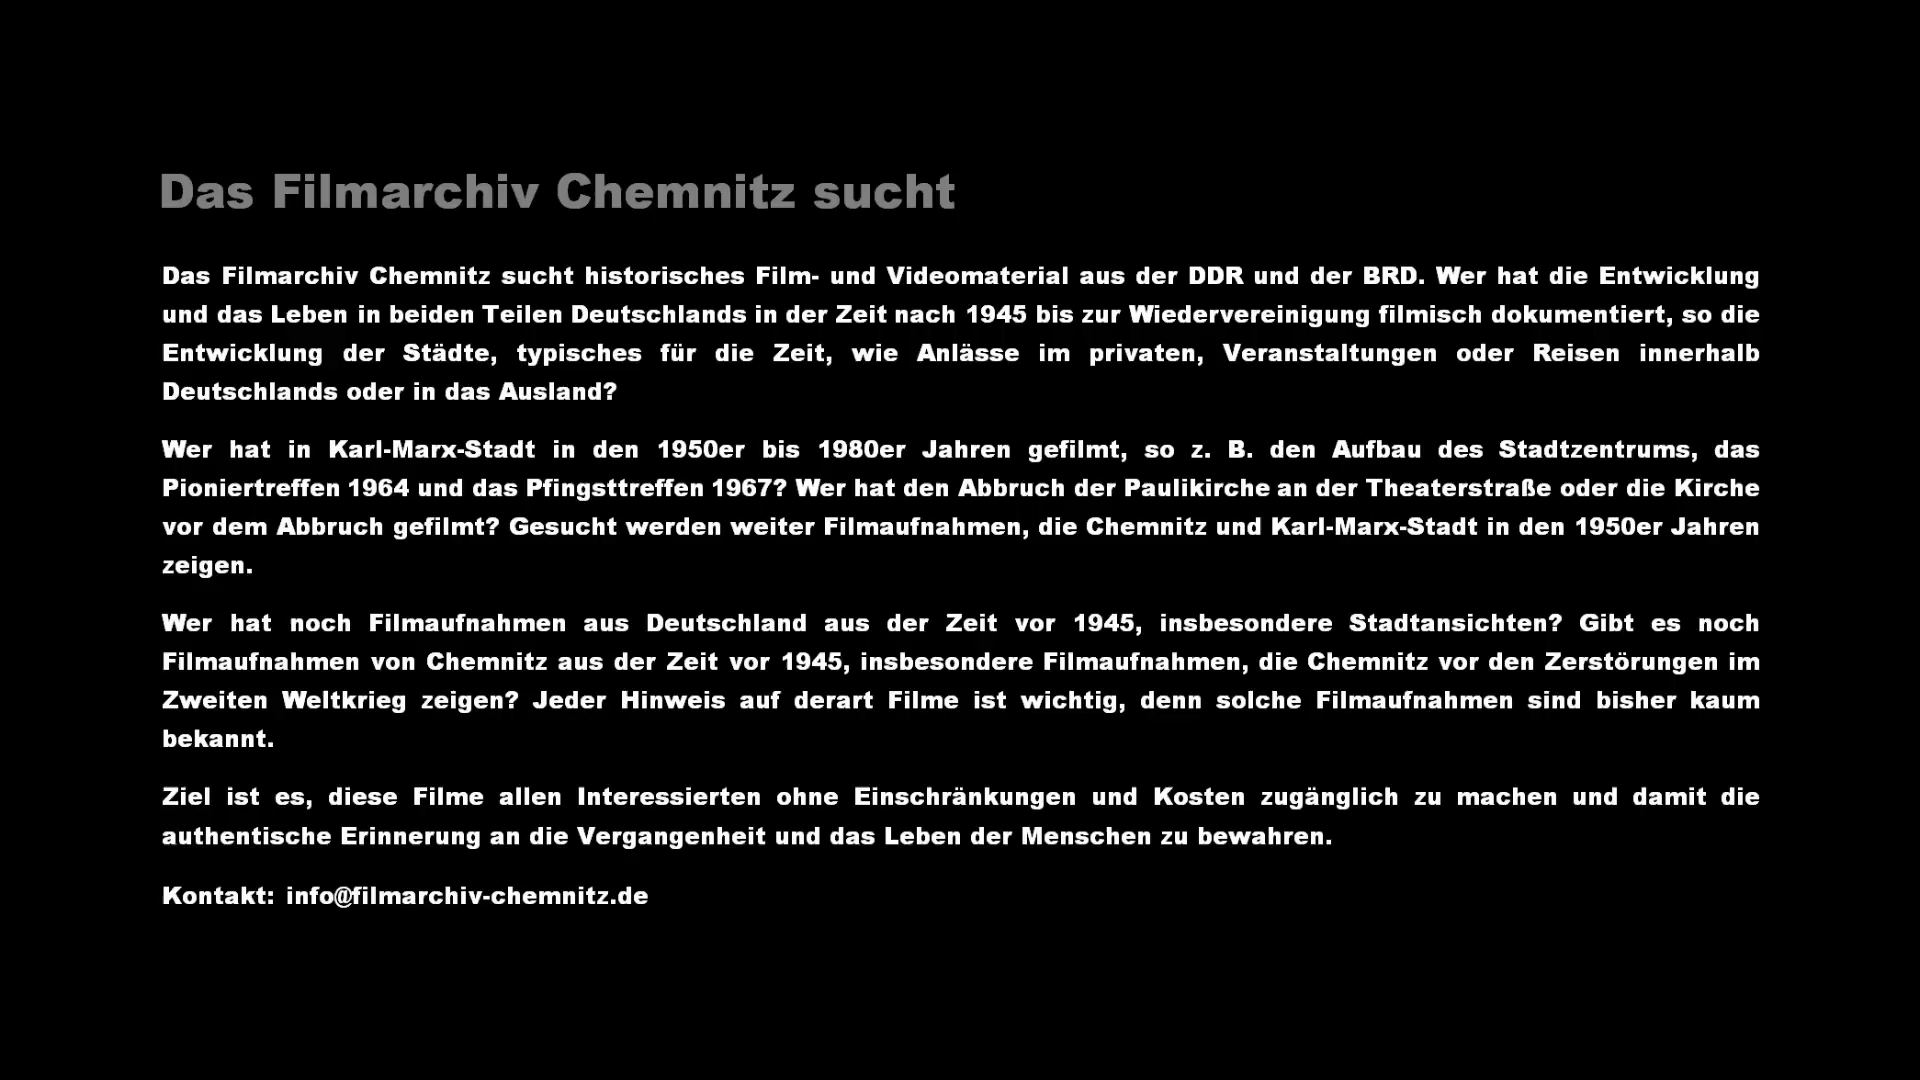 Das Filmarchiv Chemnitz sucht
Das Filmarchiv Chemnitz sucht historisches Film- und Videomaterial aus der DDR und der BRD. Wer hat die Entwicklung
und das Leben in beiden Teilen Deutschlands in der Zeit nach 1945 bis zur Wiedervereinigung filmisch dokumentiert, so die
Entwicklung der Städte, typisches für die Zeit, wie Anlässe im privaten, Veranstaltungen oder Reisen innerhalb
Deutschlands oder in das Ausland?
Wer hat in Karl-Marx-Stadt in den 1950er bis 1980er Jahren gefilmt, so z. B. den Aufbau des Stadtzentrums, das
Pioniertreffen 1964 und das Pfingsttreffen 1967? Wer hat den Abbruch der Paulikirche an der Theaterstraße oder die Kirche
vor dem Abbruch gefilmt? Gesucht werden weiter Filmaufnahmen, die Chemnitz und Karl-Marx-Stadt in den 1950er Jahren
zeigen.
Wer hat noch Filmaufnahmen aus Deutschland aus der Zeit vor 1945, insbesondere Stadtansichten? Gibt es noch
Filmaufnahmen von Chemnitz aus der Zeit vor 1945, insbesondere Filmaufnahmen, die Chemnitz vor den Zerstörungen im
Zweiten Weltkrieg zeigen? Jeder Hinweis auf derart Filme ist wichtig, denn solche Filmaufnahmen sind bisher kaum
bekannt.
Ziel ist es, diese Filme allen Interessierten ohne Einschränkungen und Kosten zugänglich zu machen und damit die
authentische Erinnerung an die Vergangenheit und das Leben der Menschen zu bewahren.
Kontakt: info@filmarchiv-chemnitz.de